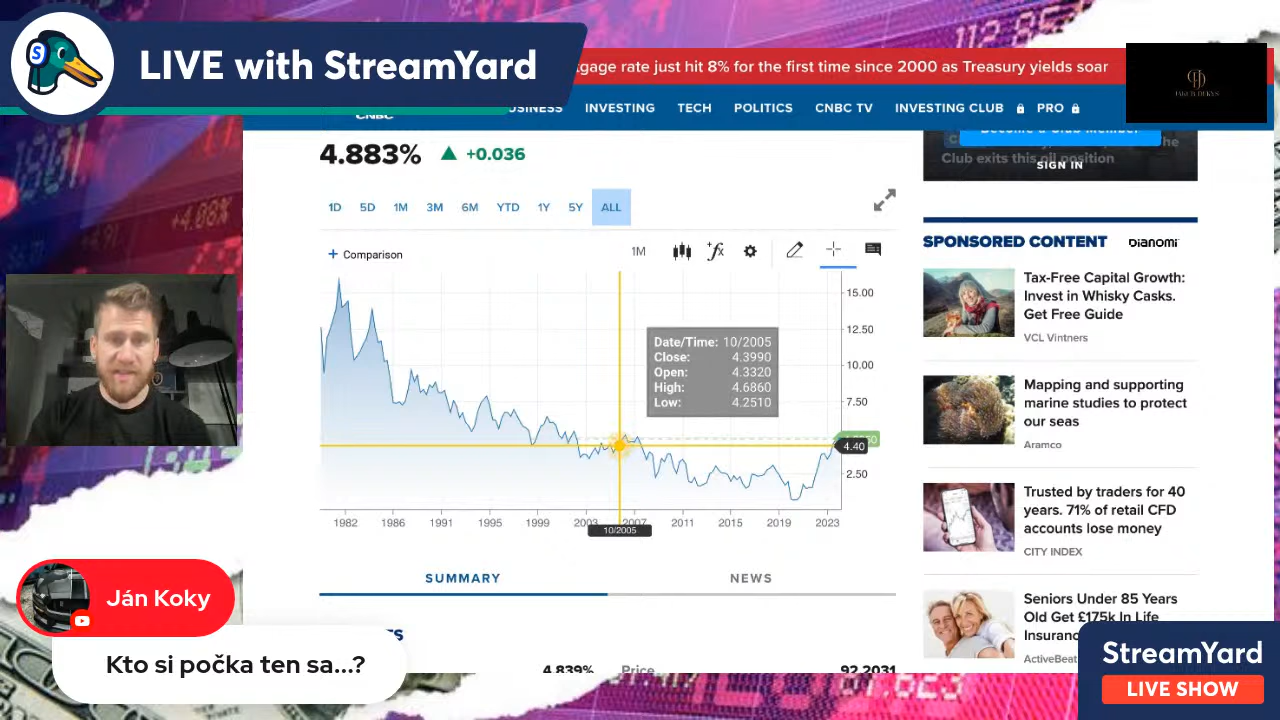 LIVE with StreamYard
gage rate just hit 8% for the first time since 2000 as Treasury yields soar
CNBC
BUSINESS INVESTING TECH POLITICS CNBC TV INVESTING CLUB PRO
4.883% ▲ +0.036
Become a Club Member
Club exits this oil position
SIGN IN
1D 5D 1M 3M 6M YTD 1Y 5Y ALL
+ Comparison
1M
SPONSORED CONTENT
Dianomi
Tax-Free Capital Growth:
Invest in Whisky Casks.
Get Free Guide
VCL Vintners
Mapping and supporting
marine studies to protect
our seas
Aramco
Trusted by traders for 40
years. 71% of retail CFD
accounts lose money
CITY INDEX
Seniors Under 85 Years
Old Get £175k In Life
Insuranc
ActiveBeat
15.00
12.50
10.00
7.50
4.40
2.50
Date/Time: 10/2005
Close: 4.3990
Open: 4.3320
High: 4.6860
Low: 4.2510
1982 1986 1991 1995 1999 2003 2007 2011 2015 2019 2023
10/2005
SUMMARY NEWS
4.839% Price 92.2031
Ján Koky
Kto si počka ten sa...?
StreamYard
LIVE SHOW